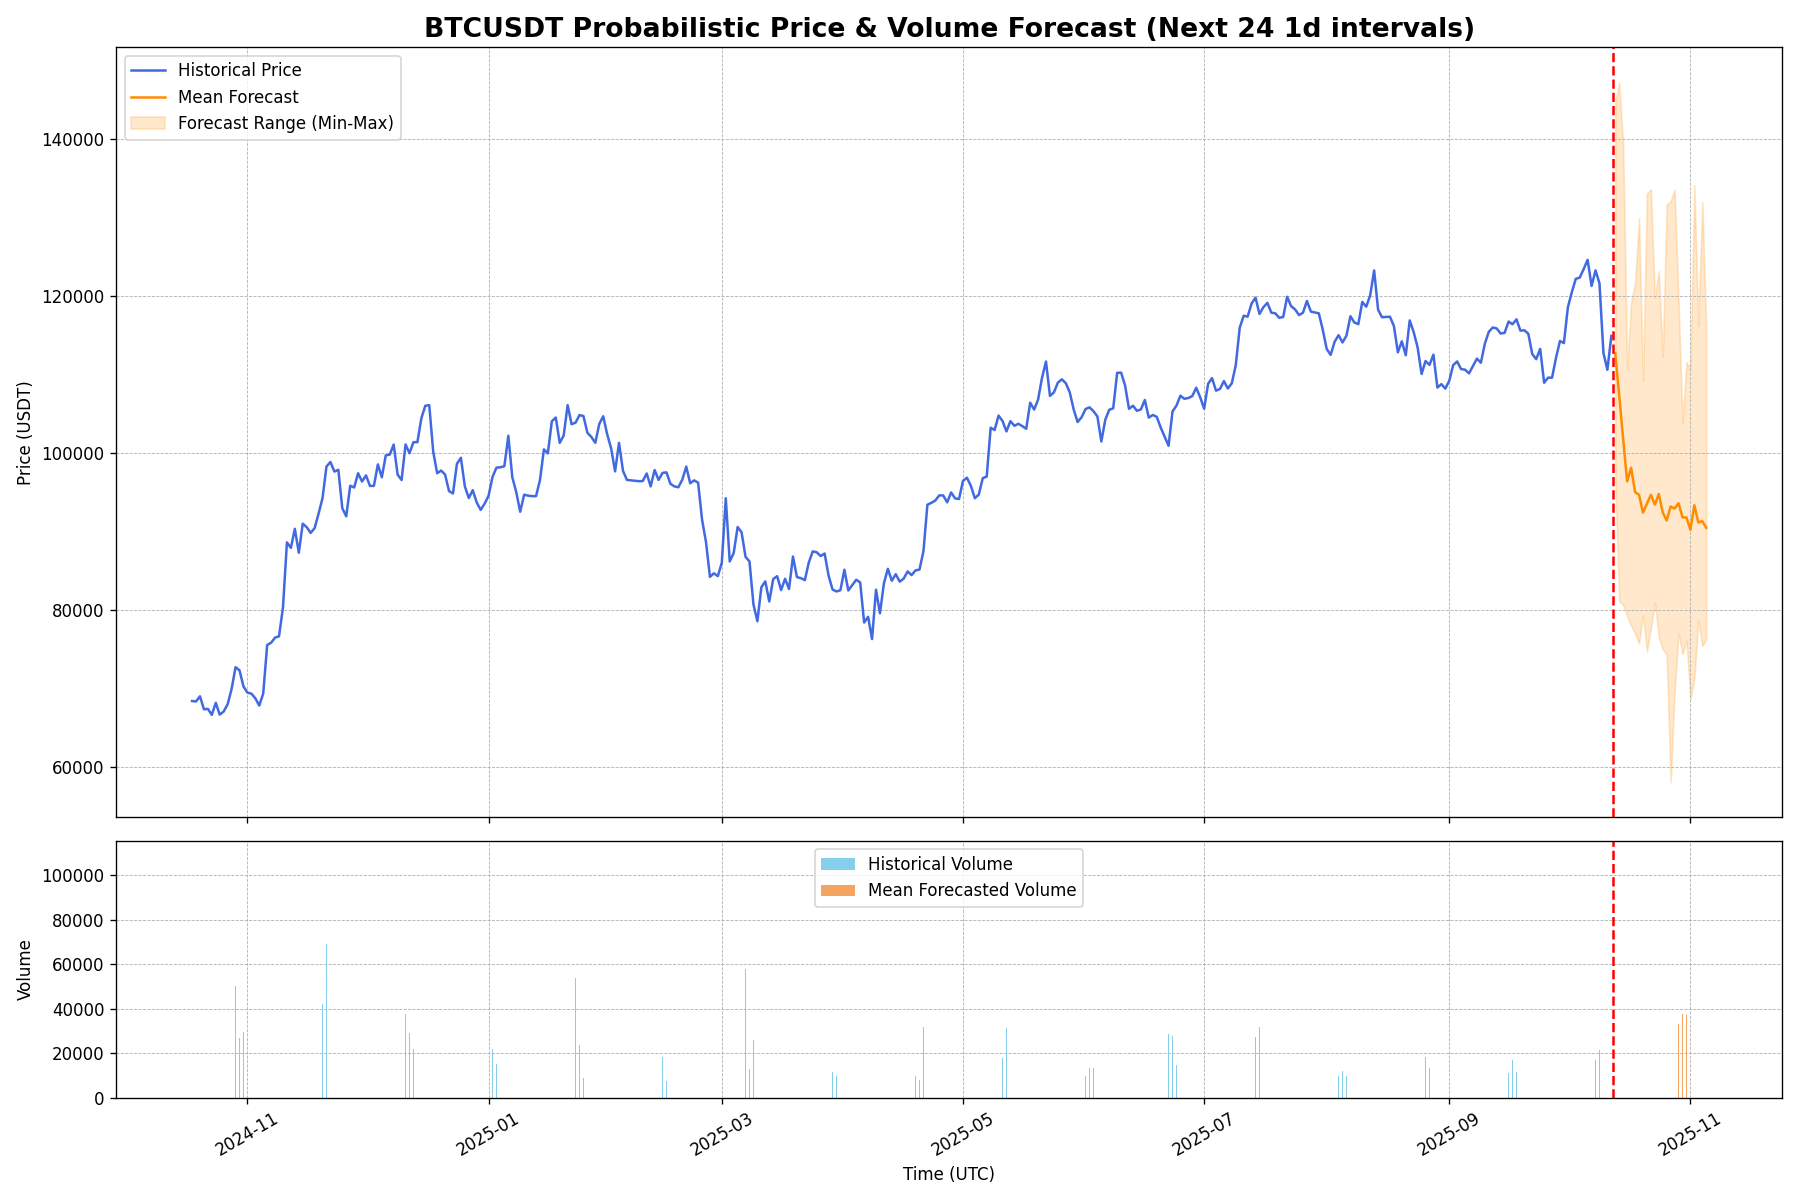 BTCUSDT Probabilistic Price & Volume Forecast (Next 24 1d intervals)
Historical Price
Mean Forecast
Forecast Range (Min-Max)
Price (USDT)
140000
120000
100000
80000
60000
Historical Volume
Mean Forecasted Volume
Volume
100000
80000
60000
40000
20000
0
2024-11
2025-01
2025-03
2025-05
2025-07
2025-09
2025-11
Time (UTC)